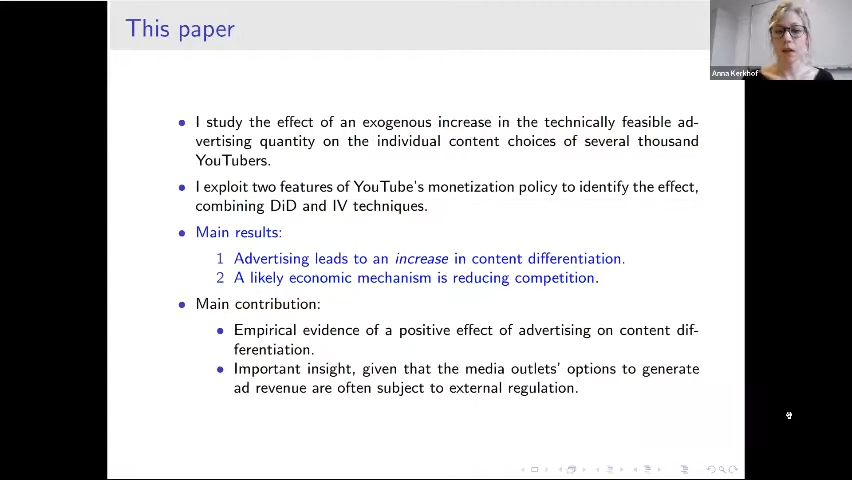 This paper
Anna Kerkhof
• I study the effect of an exogenous increase in the technically feasible ad-
vertising quantity on the individual content choices of several thousand
YouTubers.
• I exploit two features of YouTube's monetization policy to identify the effect,
combining DiD and IV techniques.
• Main results:
1 Advertising leads to an increase in content differentiation.
2 A likely economic mechanism is reducing competition.
• Main contribution:
• Empirical evidence of a positive effect of advertising on content dif-
ferentiation.
• Important insight, given that the media outlets' options to generate
ad revenue are often subject to external regulation.